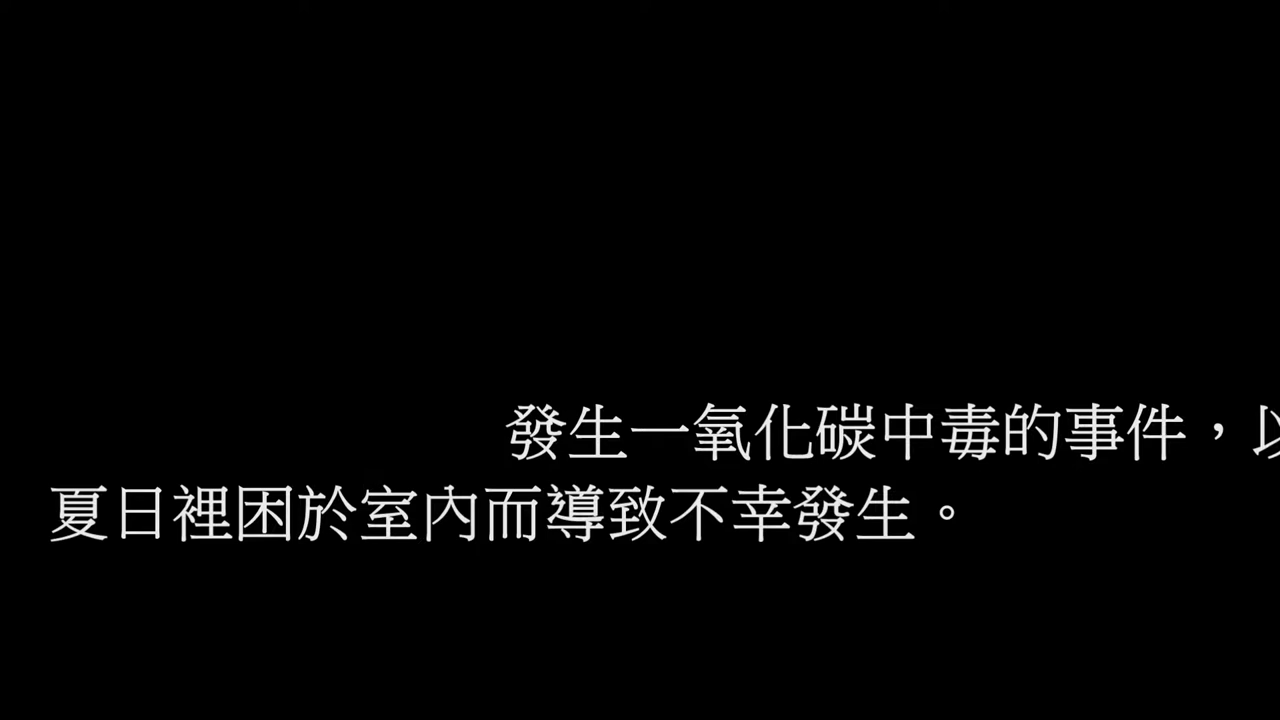 發生一氧化碳中毒的事件，以
夏日裡困於室內而導致不幸發生。